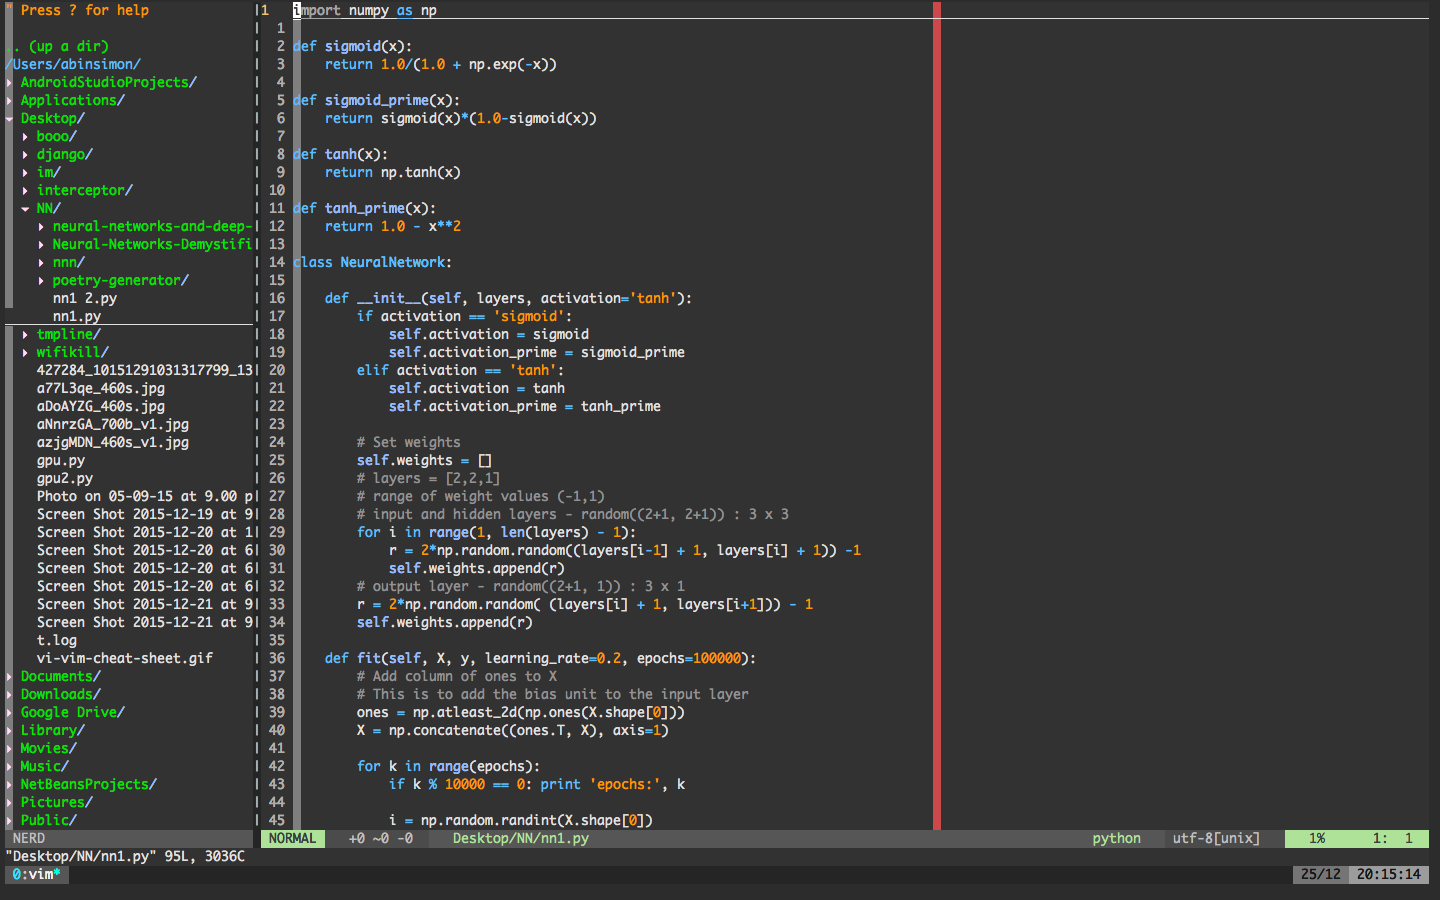 " Press ? for help
.. (up a dir)
/Users/abinsimon/
▸ AndroidStudioProjects/
▸ Applications/
▾ Desktop/
▸ booo/
▸ django/
▸ im/
▸ interceptor/
▾ NN/
▸ neural-networks-and-deep-
▸ Neural-Networks-Demystifi
▸ nnn/
▸ poetry-generator/
nn1 2.py
nn1.py
▸ tmpline/
▸ wifikill/
427284_10151291031317799_13
a77L3qe_460s.jpg
aDoAYZG_460s.jpg
aNnrzGA_700b_v1.jpg
azjgMDN_460s_v1.jpg
gpu.py
gpu2.py
Photo on 05-09-15 at 9.00 p
Screen Shot 2015-12-19 at 9
Screen Shot 2015-12-20 at 1
Screen Shot 2015-12-20 at 6
Screen Shot 2015-12-20 at 6
Screen Shot 2015-12-20 at 6
Screen Shot 2015-12-21 at 9
Screen Shot 2015-12-21 at 9
t.log
vi-vim-cheat-sheet.gif
▸ Documents/
▸ Downloads/
▸ Google Drive/
▸ Library/
▸ Movies/
▸ Music/
▸ NetBeansProjects/
▸ Pictures/
▸ Public/
1 import numpy as np
1
2 def sigmoid(x):
3     return 1.0/(1.0 + np.exp(-x))
4
5 def sigmoid_prime(x):
6     return sigmoid(x)*(1.0-sigmoid(x))
7
8 def tanh(x):
9     return np.tanh(x)
10
11 def tanh_prime(x):
12     return 1.0 - x**2
13
14 class NeuralNetwork:
15
16     def __init__(self, layers, activation='tanh'):
17         if activation == 'sigmoid':
18             self.activation = sigmoid
19             self.activation_prime = sigmoid_prime
20         elif activation == 'tanh':
21             self.activation = tanh
22             self.activation_prime = tanh_prime
23
24         # Set weights
25         self.weights = []
26         # layers = [2,2,1]
27         # range of weight values (-1,1)
28         # input and hidden layers - random((2+1, 2+1)) : 3 x 3
29         for i in range(1, len(layers) - 1):
30             r = 2*np.random.random((layers[i-1] + 1, layers[i] + 1)) -1
31             self.weights.append(r)
32         # output layer - random((2+1, 1)) : 3 x 1
33         r = 2*np.random.random( (layers[i] + 1, layers[i+1])) - 1
34         self.weights.append(r)
35
36     def fit(self, X, y, learning_rate=0.2, epochs=100000):
37         # Add column of ones to X
38         # This is to add the bias unit to the input layer
39         ones = np.atleast_2d(np.ones(X.shape[0]))
40         X = np.concatenate((ones.T, X), axis=1)
41
42         for k in range(epochs):
43             if k % 10000 == 0: print 'epochs:', k
44
45             i = np.random.randint(X.shape[0])
NERD
NORMAL +0 ~0 -0 Desktop/NN/nn1.py python utf-8[unix] 1% 1: 1
"Desktop/NN/nn1.py" 95L, 3036C
0:vim* 25/12 20:15:14